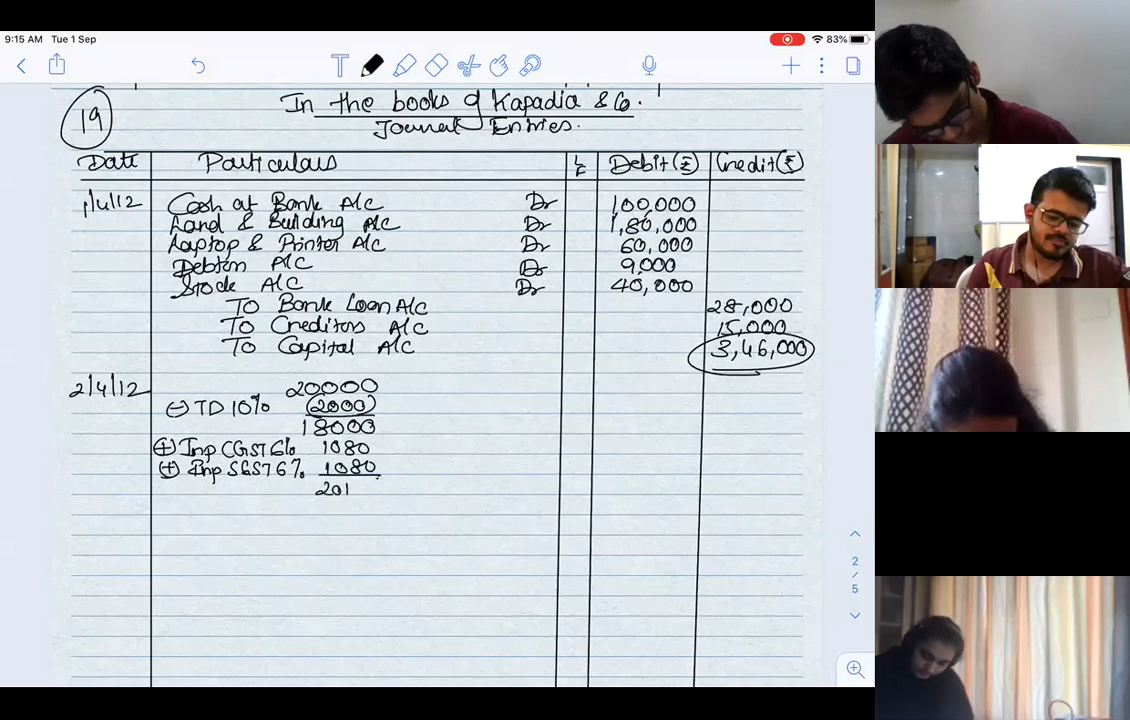 9:15 AM Tue 1 Sep 83%
19
In the books of Kapadia & Co.
Journal Entries.
Date Particulars L F Debit (₹) Credit (₹)
1/4/12 Cash at Bank A/c Dr 100,000
Land & Building A/c Dr 1,80,000
Laptop & Printer A/c Dr 60,000
Debtors A/c Dr 9,000
Stock A/c Dr 40,000
To Bank Loan A/c 28,000
To Creditors A/c 15,000
To Capital A/c 3,46,000
2/4/12 20000
(-) TD 10% (2000)
18000
(+) Inp CGST 6% 1080
(+) Inp SGST 6% 1080
201
2
/
5